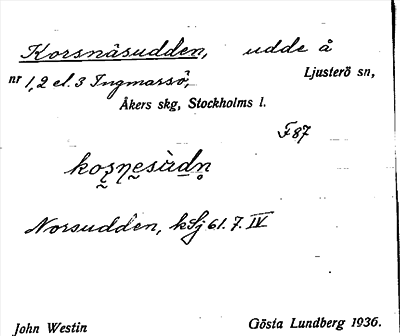 Korsnäsudden, udde å
nr 1, 2 el. 3 Ingmarsö, Ljusterö sn,
Åkers skg, Stockholms l.
F87
Norsudden, kSj 61. 7. IV
John Westin Gösta Lundberg 1936.